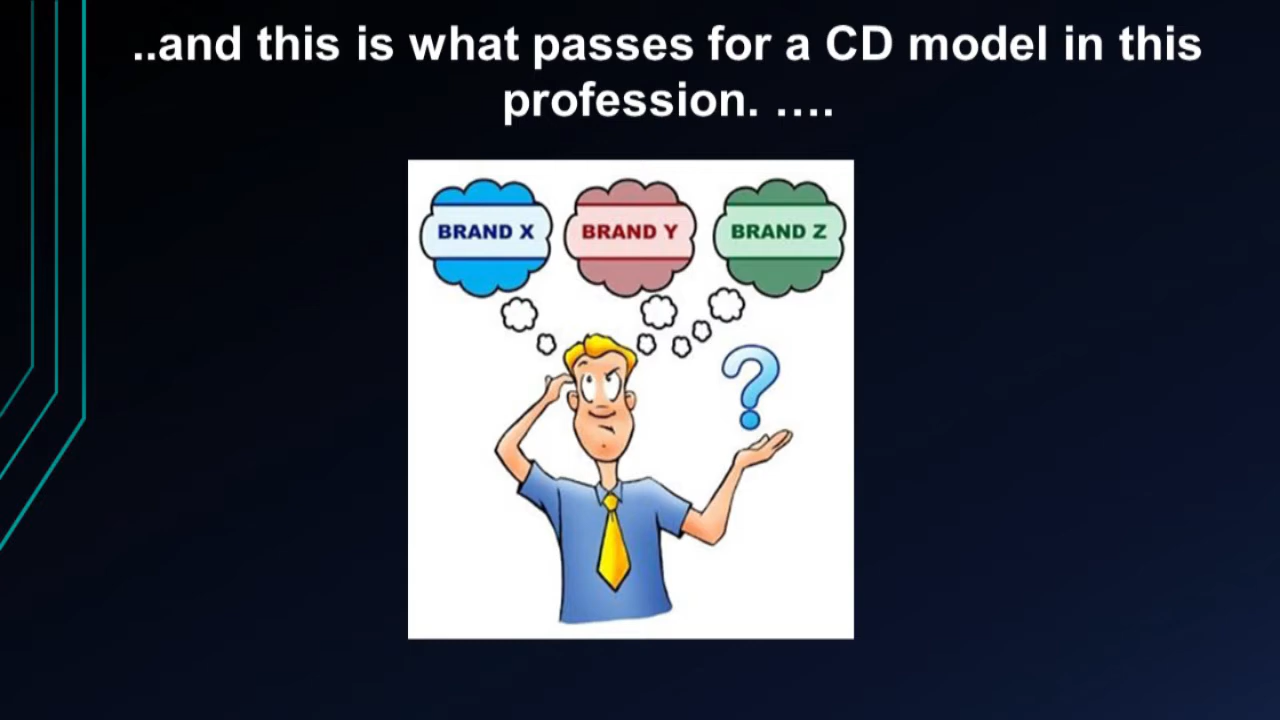 ..and this is what passes for a CD model in this
profession. ….
BRAND X
BRAND Y
BRAND Z
?